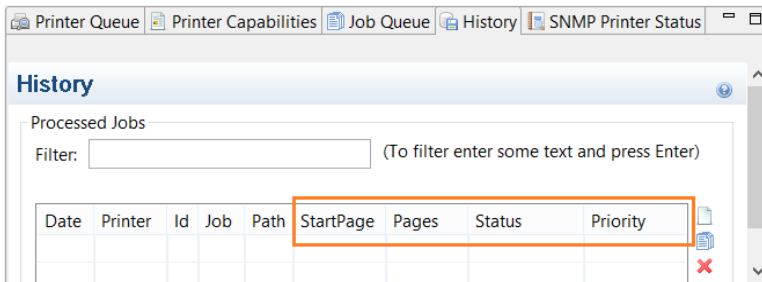 Printer Queue Printer Capabilities Job Queue History SNMP Printer Status
History
Processed Jobs
Filter: (To filter enter some text and press Enter)
Date Printer Id Job Path StartPage Pages Status Priority